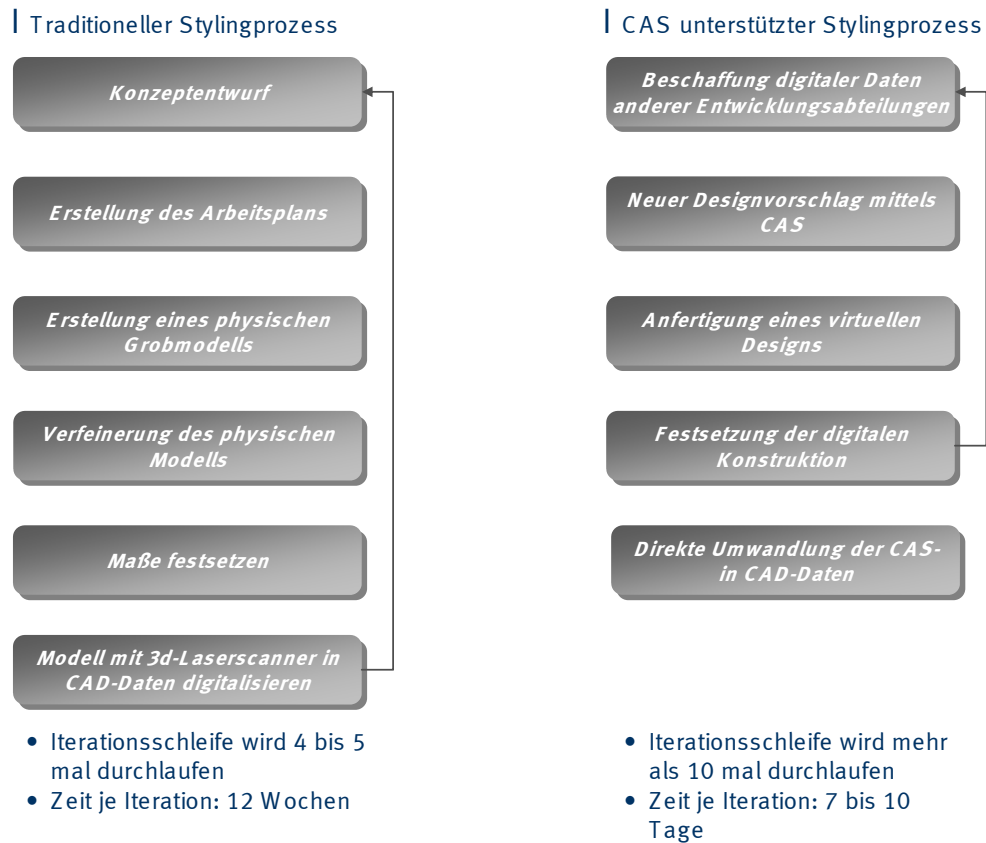 Traditioneller Stylingprozess
Konzeptentwurf
Erstellung des Arbeitsplans
Erstellung eines physischen
Grobmodells
Verfeinerung des physischen
Modells
Maße festsetzen
Modell mit 3d-Laserscanner in
CAD-Daten digitalisieren
• Iterationsschleife wird 4 bis 5
mal durchlaufen
• Zeit je Iteration: 12 Wochen
CAS unterstützter Stylingprozess
Beschaffung digitaler Daten
anderer Entwicklungsabteilungen
Neuer Designvorschlag mittels
CAS
Anfertigung eines virtuellen
Designs
Festsetzung der digitalen
Konstruktion
Direkte Umwandlung der CAS-
in CAD-Daten
• Iterationsschleife wird mehr
als 10 mal durchlaufen
• Zeit je Iteration: 7 bis 10
Tage